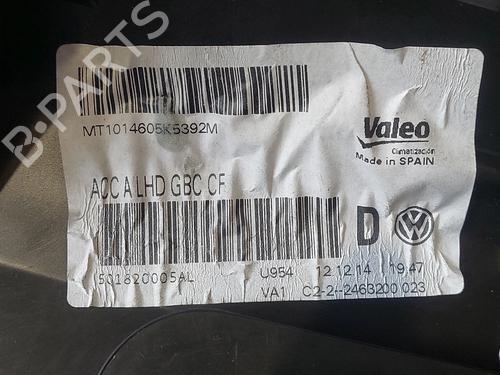 B-PARTS
MT1014605K5392M
Valeo
Climatización
Made in SPAIN
ACC A LHD GBC CF
501820005AL
D
U954 12.12.14 19:47
VA1 C2-2--2463200 023